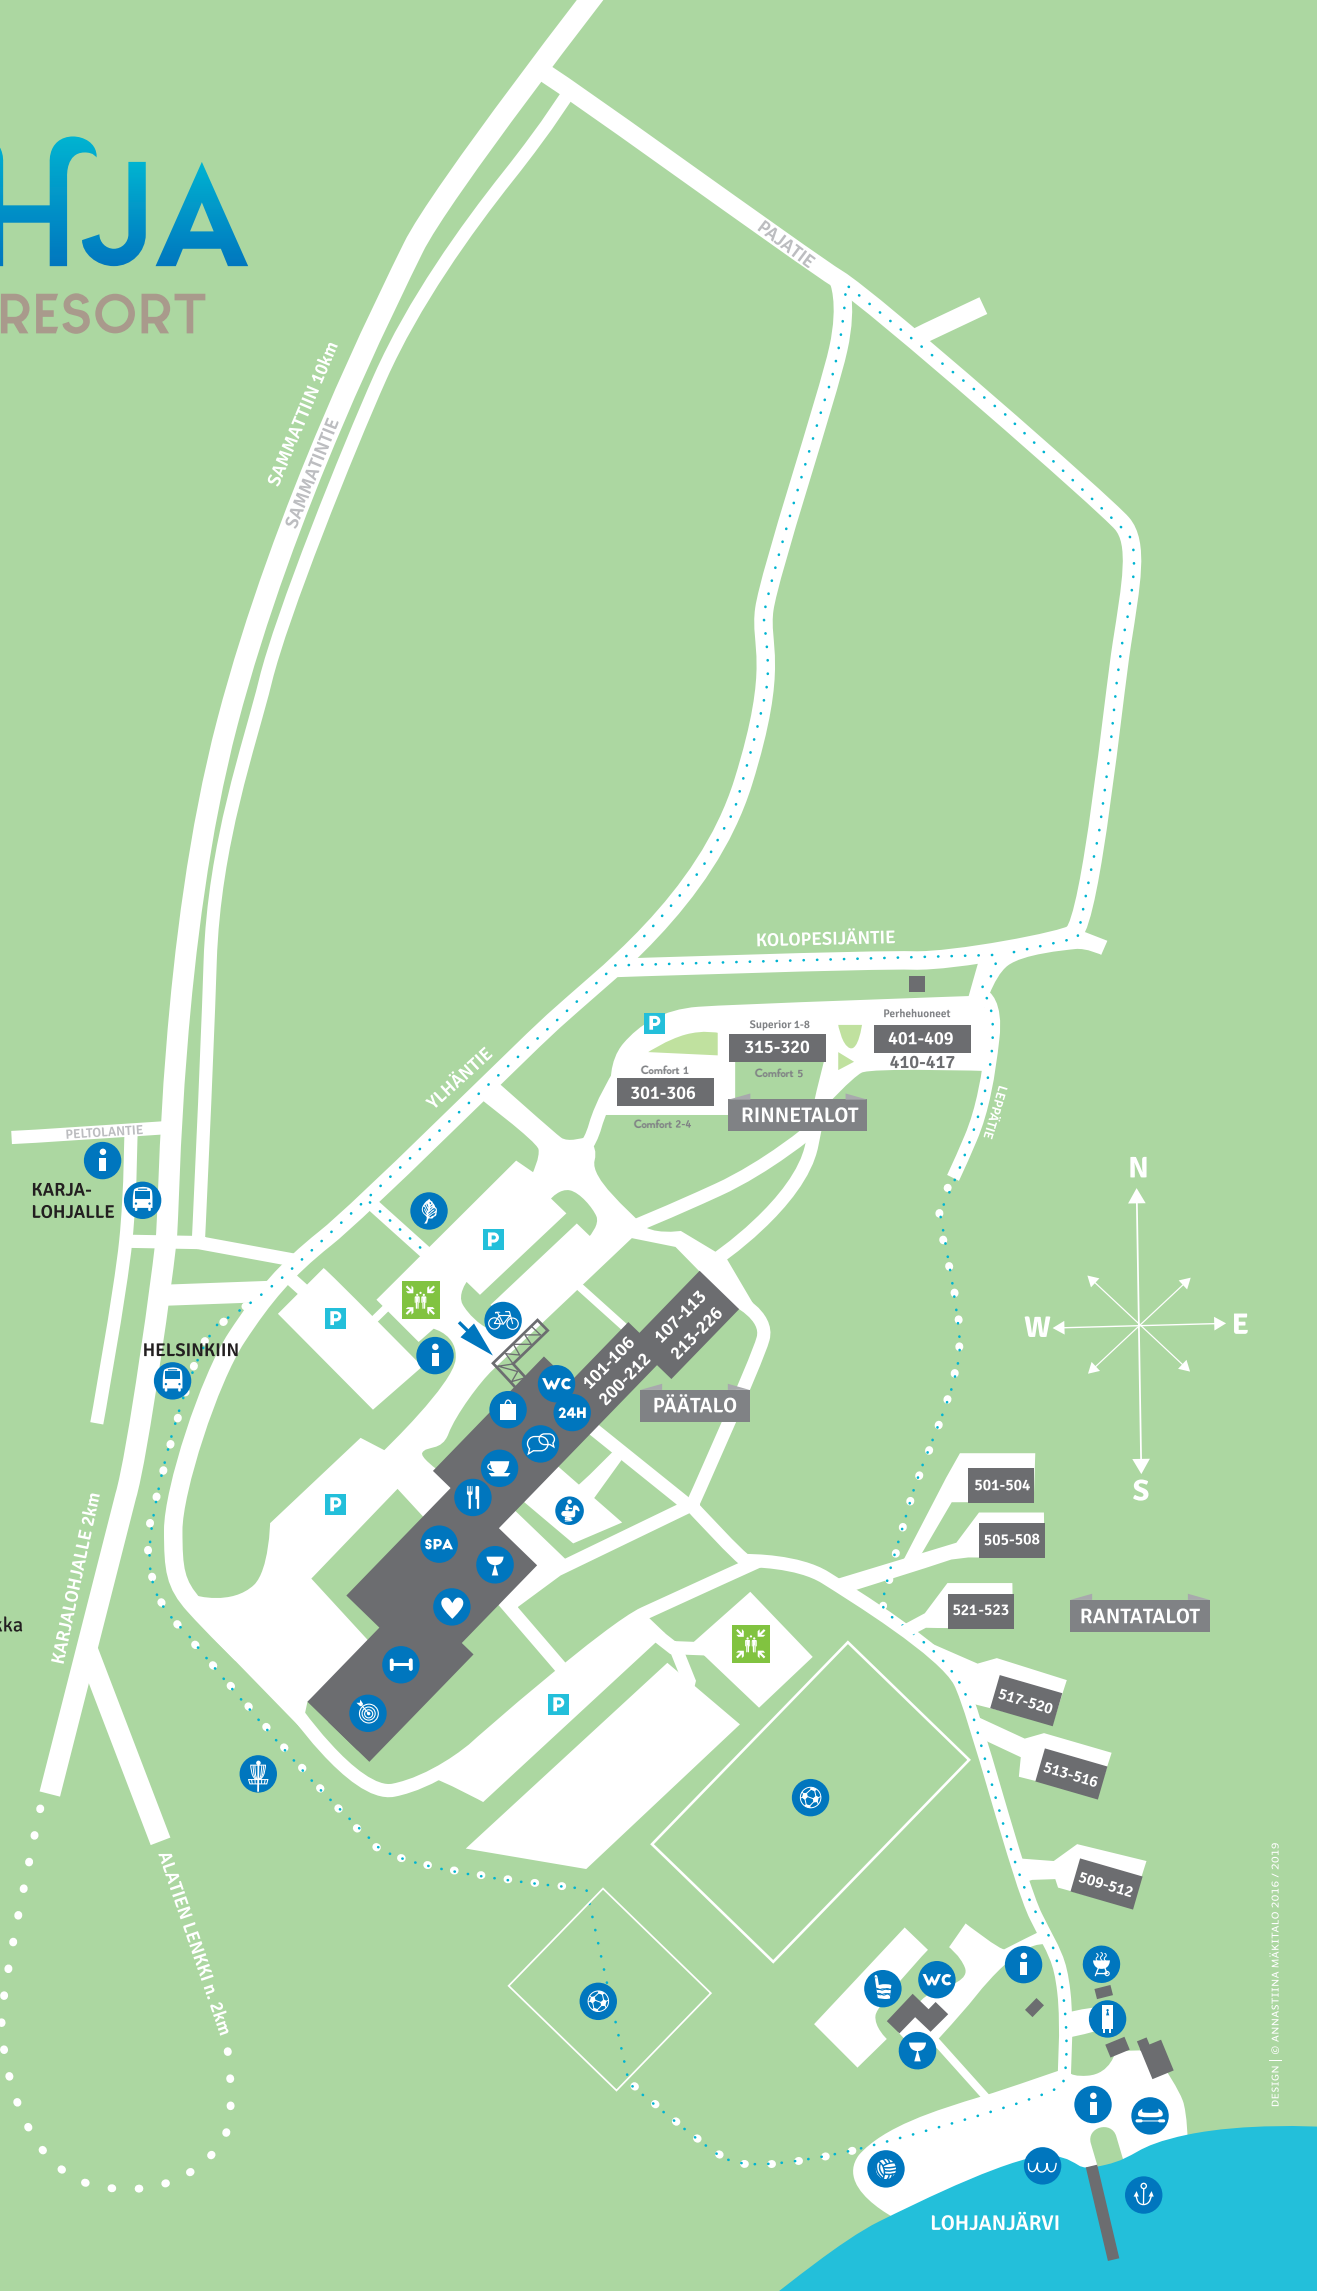 HJA
RESORT
PAJATIE
SAMMATTIIN 10km
SAMMATINTIE
KOLOPESIJÄNTIE
P
Superior 1-8
315-320
Comfort 5
Perhehuoneet
401-409
410-417
Comfort 1
301-306
Comfort 2-4
RINNETALOT
YLHÄNTIE
LEPPÄTIE
PELTOLANTIE
i
KARJA-
LOHJALLE
N
W
E
S
P
P
HELSINKIIN
i
107-113
213-226
101-106
200-212
WC
24H
PÄÄTALO
P
SPA
501-504
505-508
521-523
RANTATALOT
KARJALOHJALLE 2km
kka
517-520
513-516
509-512
P
ALATIEN LENKKI n. 2km
WC
i
1
i
LOHJANJÄRVI
DESIGN | © ANNASTIINA MÄKITALO 2016 / 2019